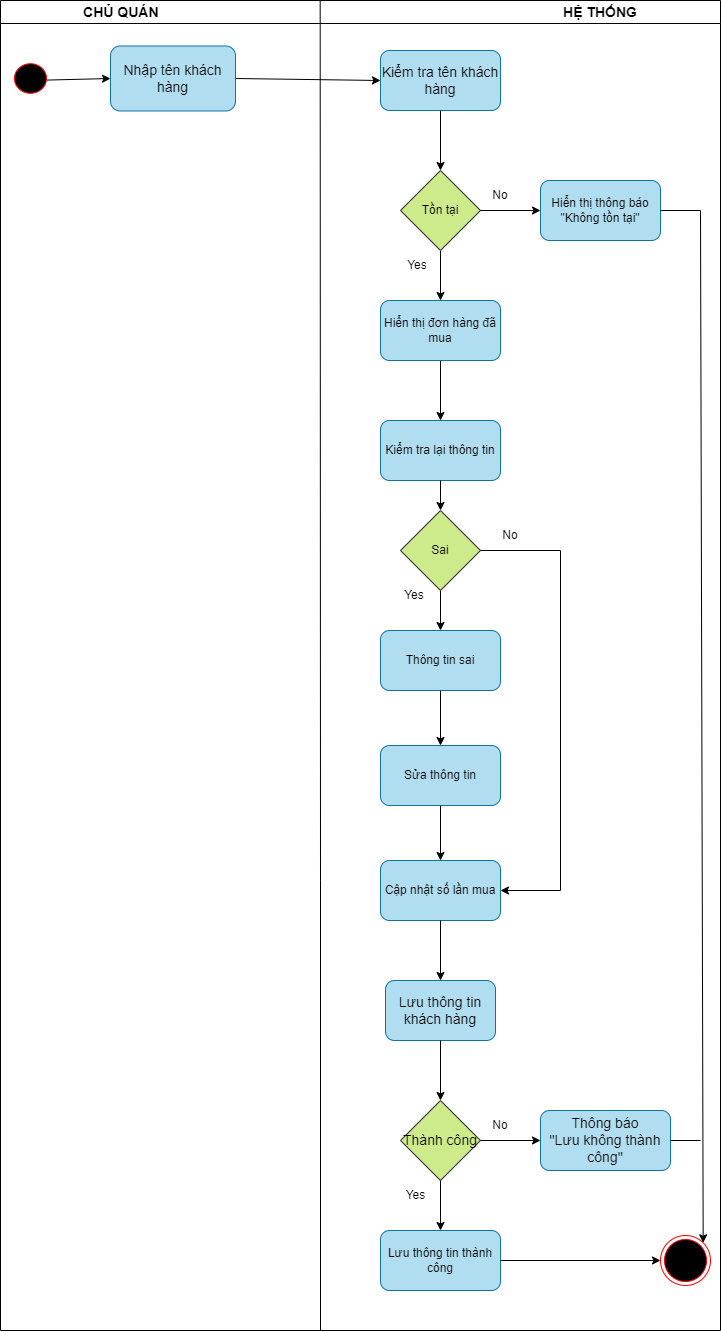 CHỦ QUÁN
HỆ THỐNG
Nhập tên khách
hàng
Kiểm tra tên khách
hàng
Tồn tại
No
Hiển thị thông báo
"Không tồn tại"
Yes
Hiển thị đơn hàng đã
mua
Kiểm tra lại thông tin
Sai
No
Yes
Thông tin sai
Sửa thông tin
Cập nhật số lần mua
Lưu thông tin
khách hàng
Thành công
No
Thông báo
"Lưu không thành
công"
Yes
Lưu thông tin thành
công